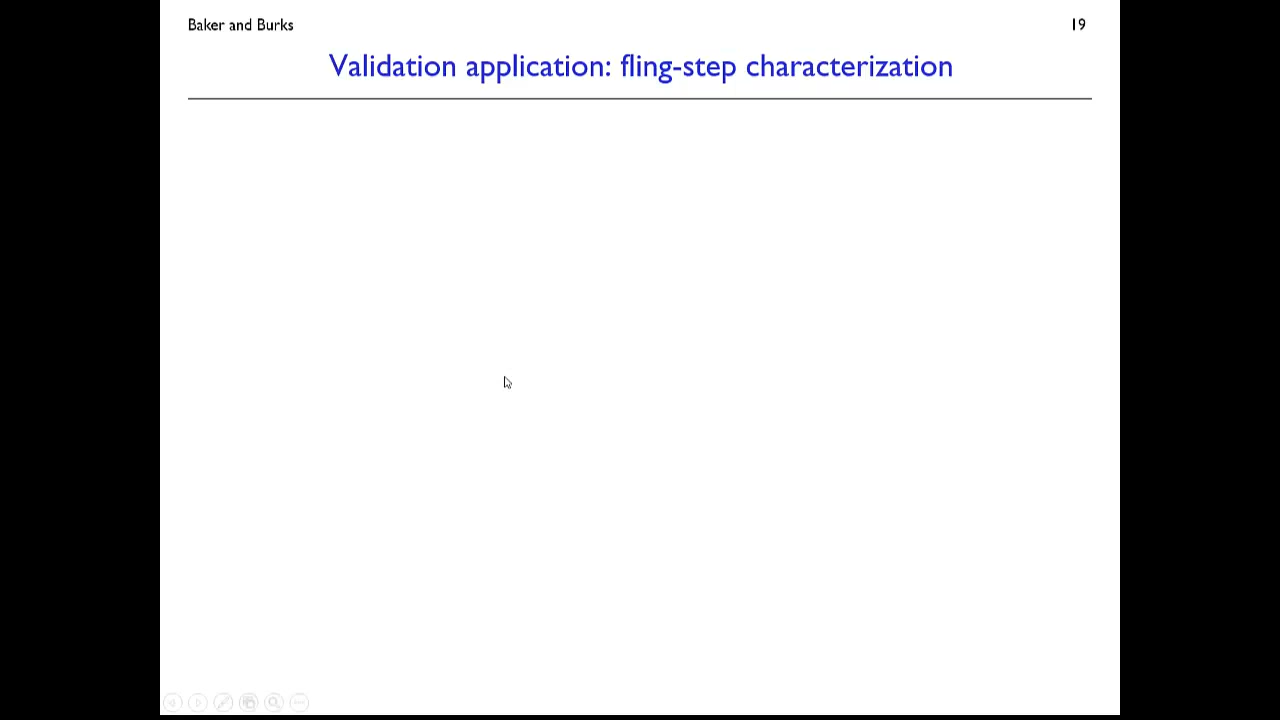 Baker and Burks
19
Validation application: fling-step characterization